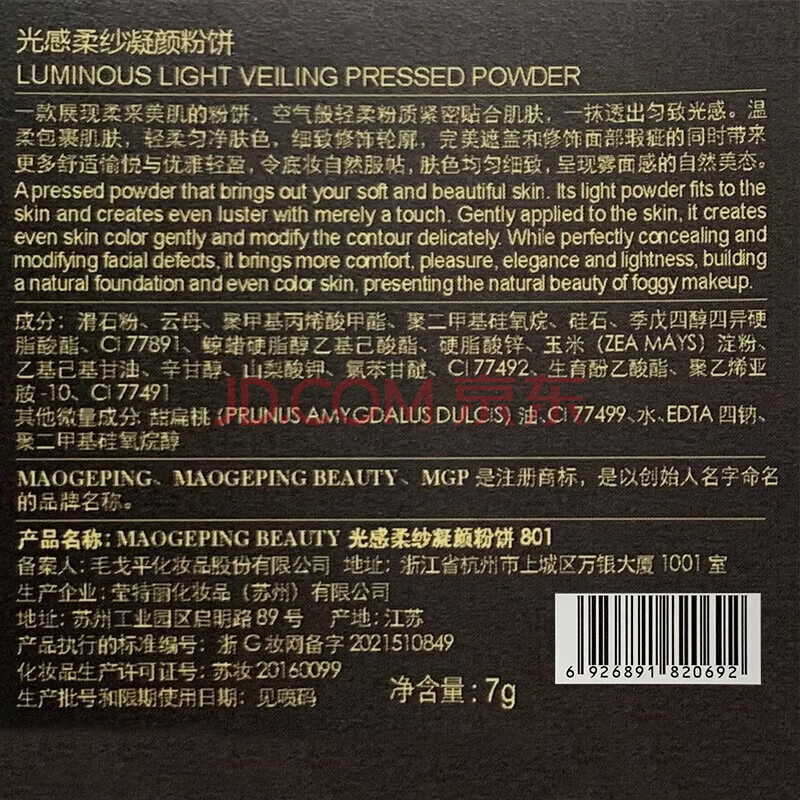 光感柔纱凝颜粉饼
LUMINOUS LIGHT VEILING PRESSED POWDER
一款展现柔采美肌的粉饼，空气般轻柔粉质紧密贴合肌肤，一抹透出匀致光感。温
柔包裹肌肤，轻柔匀净肤色，细致修饰轮廓，完美遮盖和修饰面部瑕疵的同时带来
更多舒适愉悦与优雅轻盈，令底妆自然服帖，肤色均匀细致，呈现雾面感的自然美态。
A pressed powder that brings out your soft and beautiful skin. Its light powder fits to the
skin and creates even luster with merely a touch. Gently applied to the skin, it creates
even skin color gently and modify the contour delicately. While perfectly concealing and
modifying facial defects, it brings more comfort, pleasure, elegance and lightness, building
a natural foundation and even color skin, presenting the natural beauty of foggy makeup.
成分：滑石粉、云母、聚甲基丙烯酸甲酯、聚二甲基硅氧烷、硅石、季戊四醇四异硬
脂酸酯、CI 77891、鲸蜡硬脂醇乙基己酸酯、硬脂酸锌、玉米（ZEA MAYS）淀粉、
乙基己基甘油、辛甘醇、山梨酸钾、氯苯甘醚、CI 77492、生育酚乙酸酯、聚乙烯亚
胺-10、CI 77491
其他微量成分：甜扁桃（PRUNUS AMYGDALUS DULCIS）油、CI 77499、水、EDTA 四钠、
聚二甲基硅氧烷醇
JD.COM 京东
MAOGEPING、MAOGEPING BEAUTY、MGP 是注册商标，是以创始人名字命名
的品牌名称。
产品名称：MAOGEPING BEAUTY 光感柔纱凝颜粉饼 801
备案人：毛戈平化妆品股份有限公司 地址：浙江省杭州市上城区万银大厦 1001 室
生产企业：莹特丽化妆品（苏州）有限公司
地址：苏州工业园区启明路 89 号 产地：江苏
产品执行的标准编号：浙 G 妆网备字 2021510849
化妆品生产许可证号：苏妆 20160099
生产批号和限期使用日期：见喷码
净含量：7g
6 926891 820692